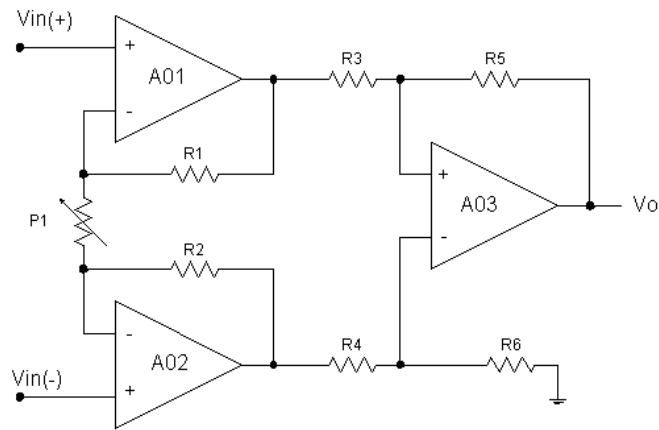 Vin(+)
+
A01
-
R1
P1
R2
-
A02
+
Vin(-)
R3
R5
+
A03
-
Vo
R4
R6